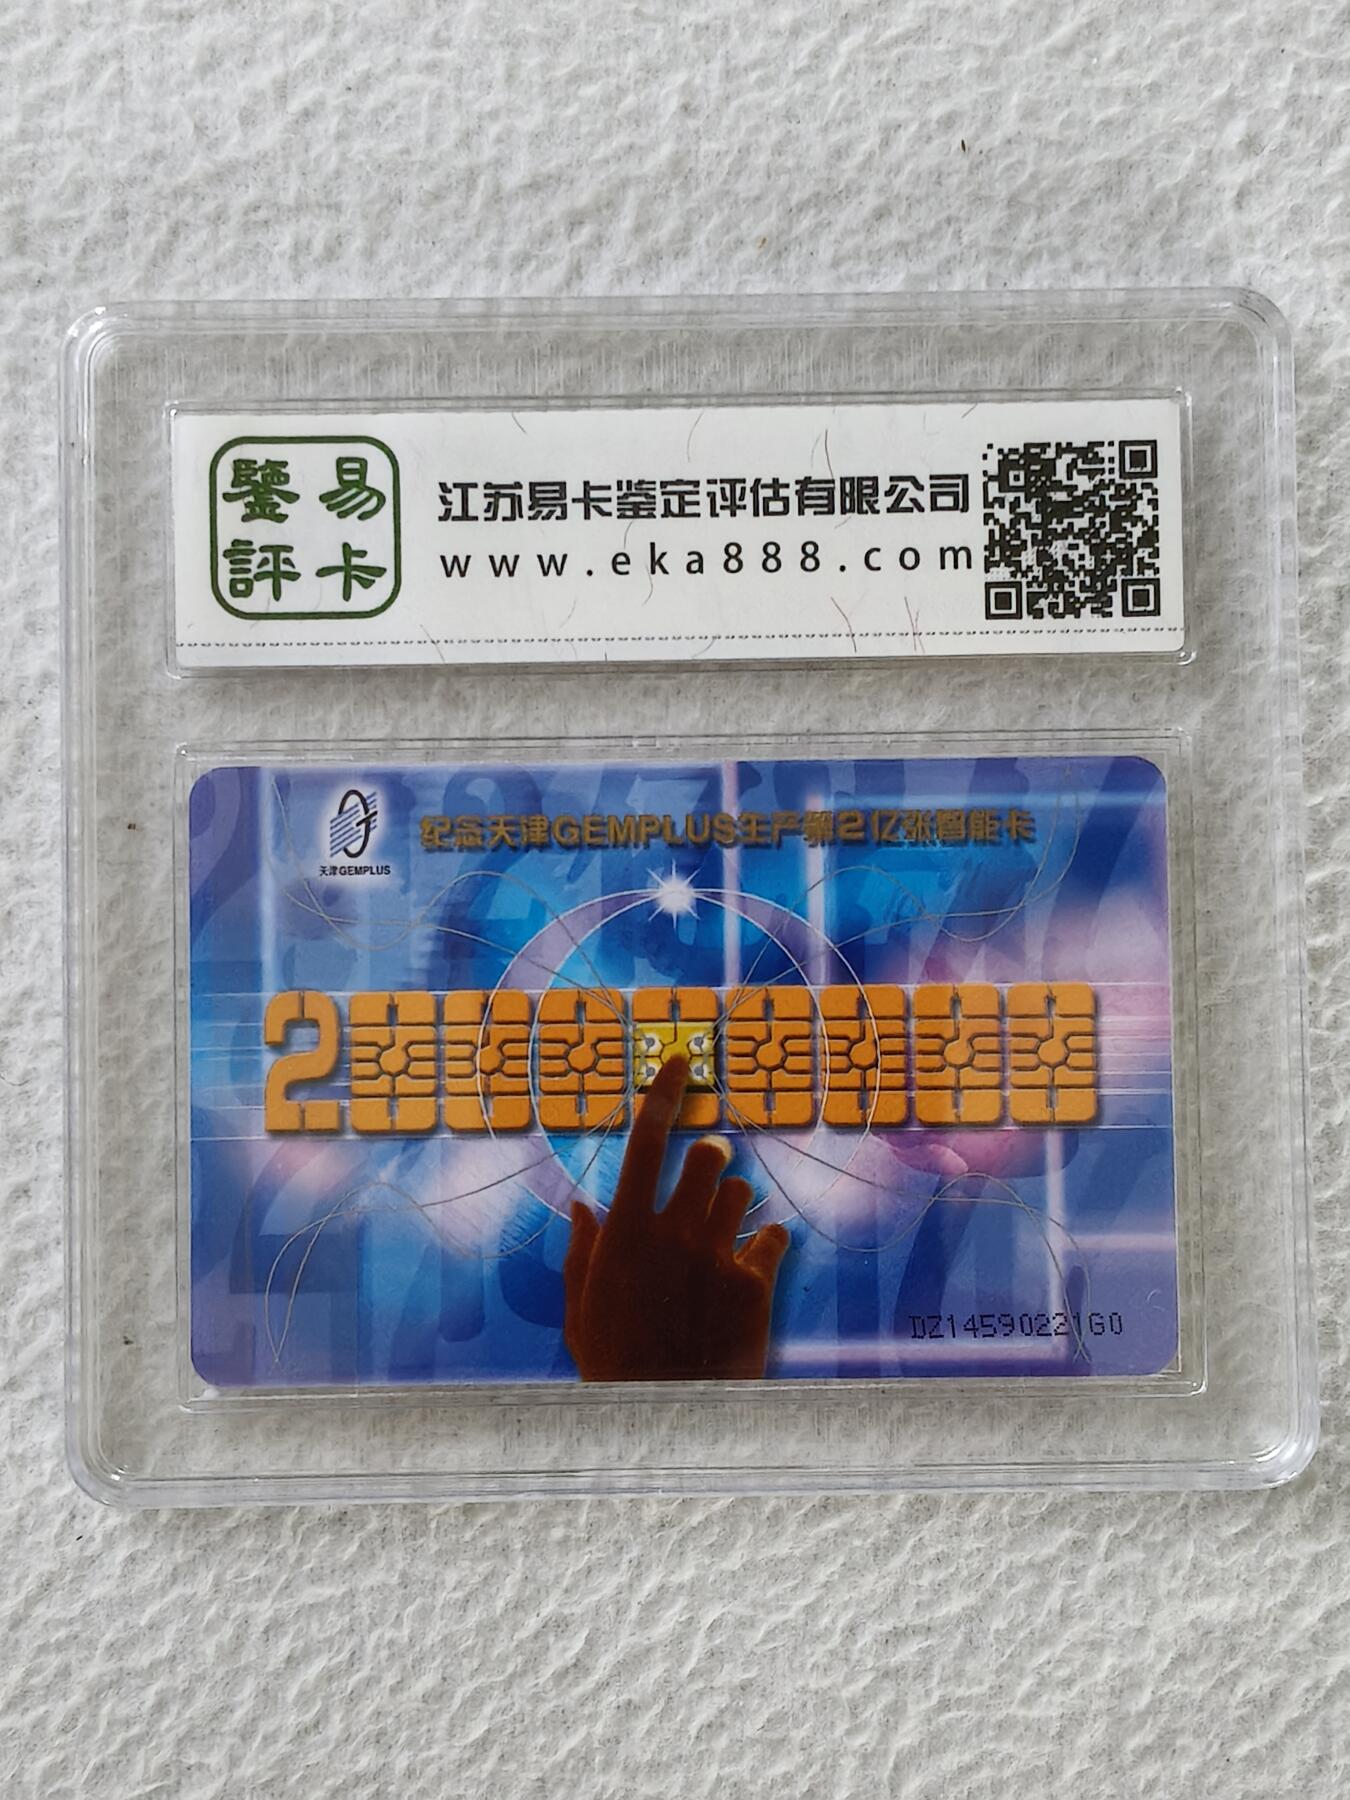 易卡
鑒評
江苏易卡鉴定评估有限公司
www.eka888.com
天津GEMPLUS
纪念天津GEMPLUS生产第2亿张智能卡
200000000
DZ14590221G0